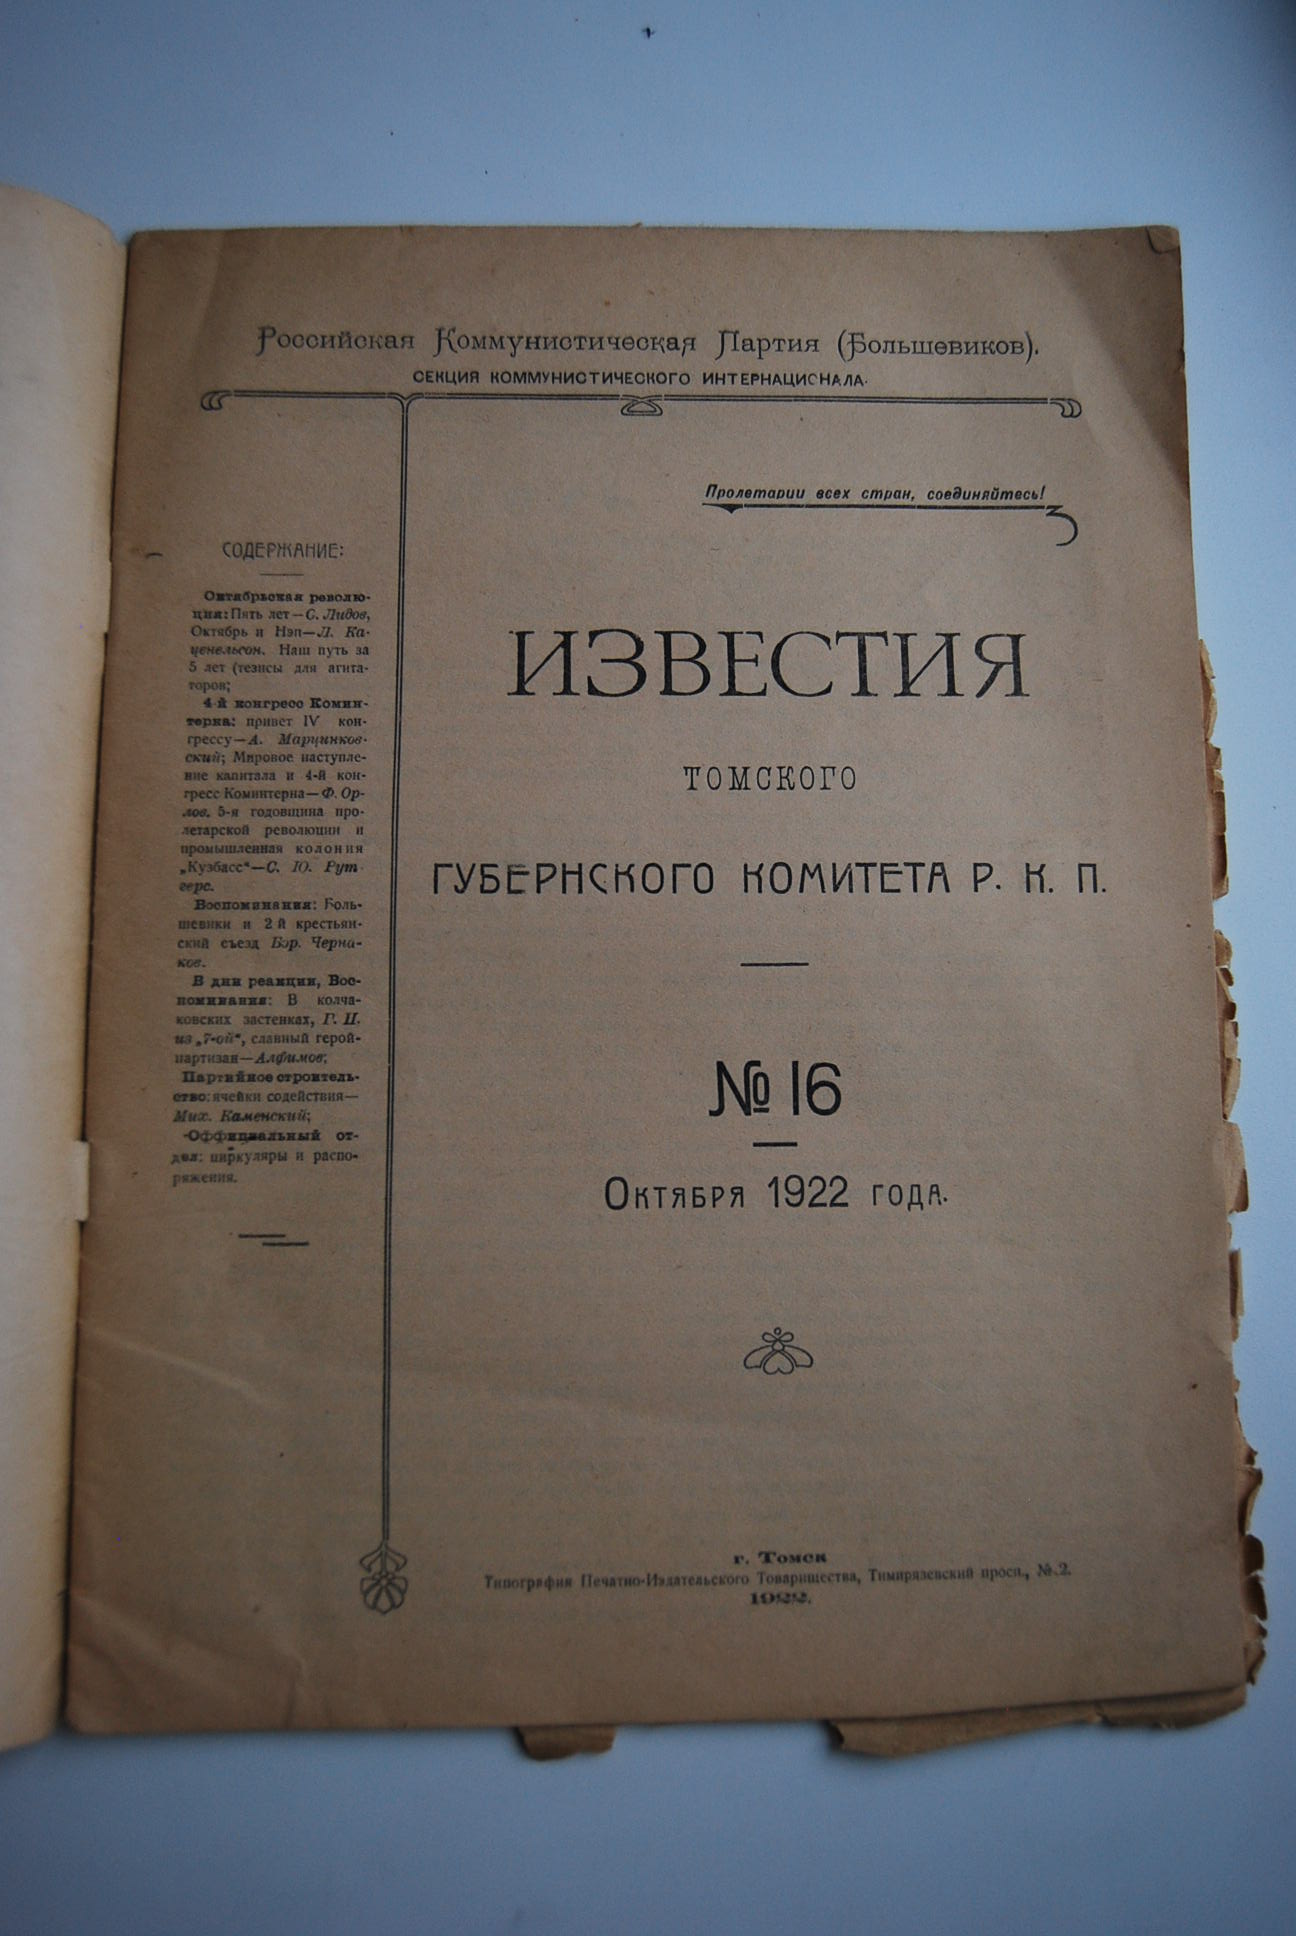 Российская Коммунистическая Партия (Большевиков).
СЕКЦИЯ КОММУНИСТИЧЕСКОГО ИНТЕРНАЦИОНАЛА.
Пролетарии всех стран, соединяйтесь!
СОДЕРЖАНИЕ:
Октябрьская револю-
ция: Пять лет—С. Лидов,
Октябрь и Нэп—Л. Ка-
ценельсон. Наш путь за
5 лет (тезисы для агита-
торов;
4-й конгресс Комин-
терна: привет IV кон-
грессу—А. Марцинков-
ский; Мировое наступле-
ние капитала и 4-й кон-
гресс Коминтерна—Ф. Ор-
лов. 5-я годовщина про-
летарской революции и
промышленная колония
„Кузбасс“—С. Ю. Рут-
герс.
Воспоминания: Боль-
шевики и 2 й крестьян-
ский съезд Бор. Черна-
ков.
В дни реакции, Вос-
поминания: В колча-
ковских застенках, Г. Ц.
из „7-ой“, славный герой-
партизан—Алфимов;
Партийное строитель-
ство: ячейки содействия—
Мих. Каменский;
Оффициальный от-
дел: циркуляры и распо-
ряжения.
ИЗВЕСТИЯ
ТОМСКОГО
ГУБЕРНСКОГО КОМИТЕТА Р. К. П.
№ 16
Октября 1922 года.
г. Томск
Типография Печатно-Издательского Товарищества, Тимирязевский просп., № 2.
1922.